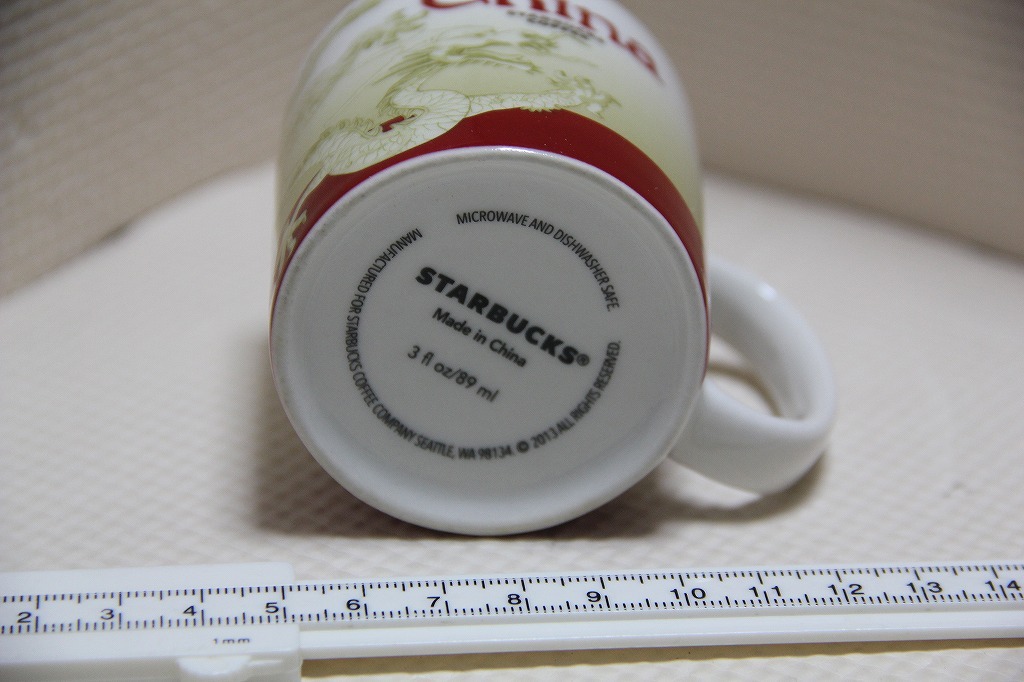 China
STARBUCKS
Made in China
3 fl oz/89 ml
MICROWAVE AND DISHWASHER SAFE.
MANUFACTURED FOR STARBUCKS COFFEE COMPANY SEATTLE, WA 98134. © 2013 ALL RIGHTS RESERVED.
2 3 4 5 6 7 8 9 10 11 12 13 14
1mm